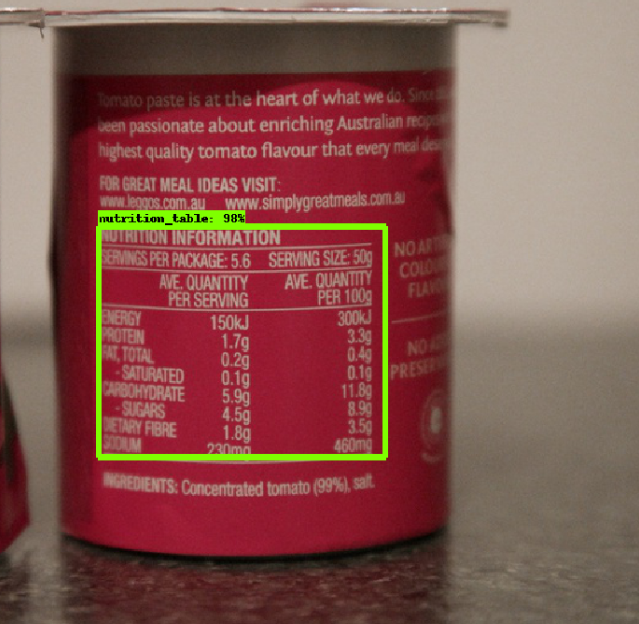 Tomato paste is at the heart of what we do. Since
been passionate about enriching Australian recipes
highest quality tomato flavour that every meal
FOR GREAT MEAL IDEAS VISIT:
www.leggos.com.au www.simplygreatmeals.com.au
nutrition_table: 98%
NUTRITION INFORMATION
SERVINGS PER PACKAGE: 5.6 SERVING SIZE: 50g
AVE. QUANTITY AVE. QUANTITY
PER SERVING PER 100g
ENERGY 150kJ 300kJ
PROTEIN 1.7g 3.3g
FAT, TOTAL 0.2g 0.4g
- SATURATED 0.1g 0.1g
CARBOHYDRATE 5.9g 11.8g
- SUGARS 4.5g 8.9g
DIETARY FIBRE 1.8g 3.5g
SODIUM 230mg 460mg
INGREDIENTS: Concentrated tomato (99%), salt.
NO ART
COLOU
FLAVO
NO A
PRESERV